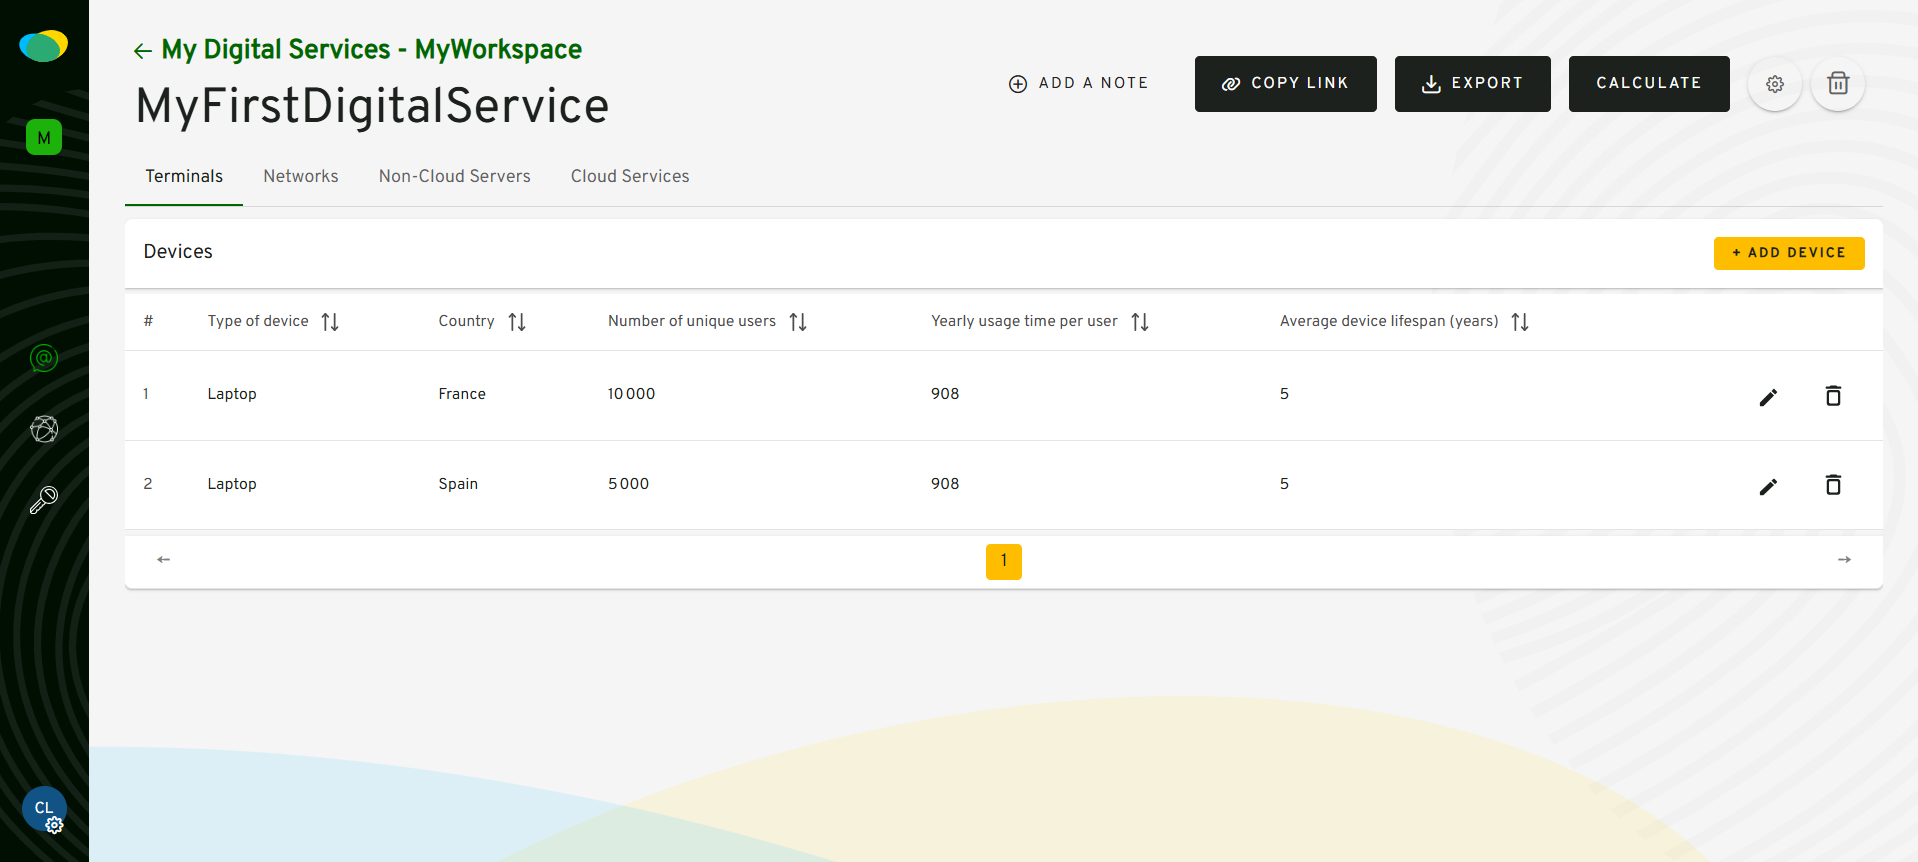 ← My Digital Services - MyWorkspace
MyFirstDigitalService
ADD A NOTE
COPY LINK
EXPORT
CALCULATE
M
Terminals Networks Non-Cloud Servers Cloud Services
Devices
+ ADD DEVICE
# Type of device Country Number of unique users Yearly usage time per user Average device lifespan (years)
1 Laptop France 10 000 908 5
2 Laptop Spain 5 000 908 5
← 1 →
CL